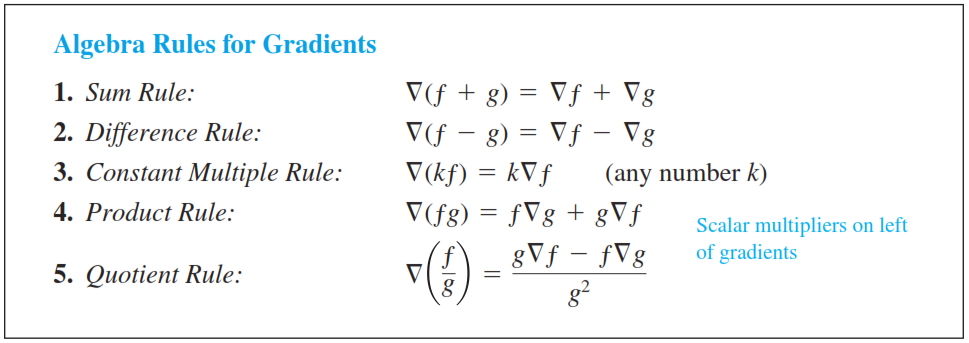 Algebra Rules for Gradients
1. Sum Rule: ∇(f + g) = ∇f + ∇g
2. Difference Rule: ∇(f − g) = ∇f − ∇g
3. Constant Multiple Rule: ∇(kf) = k∇f (any number k)
4. Product Rule: ∇(fg) = f∇g + g∇f
Scalar multipliers on left
of gradients
5. Quotient Rule: ∇(f/g) = (g∇f − f∇g)/g²